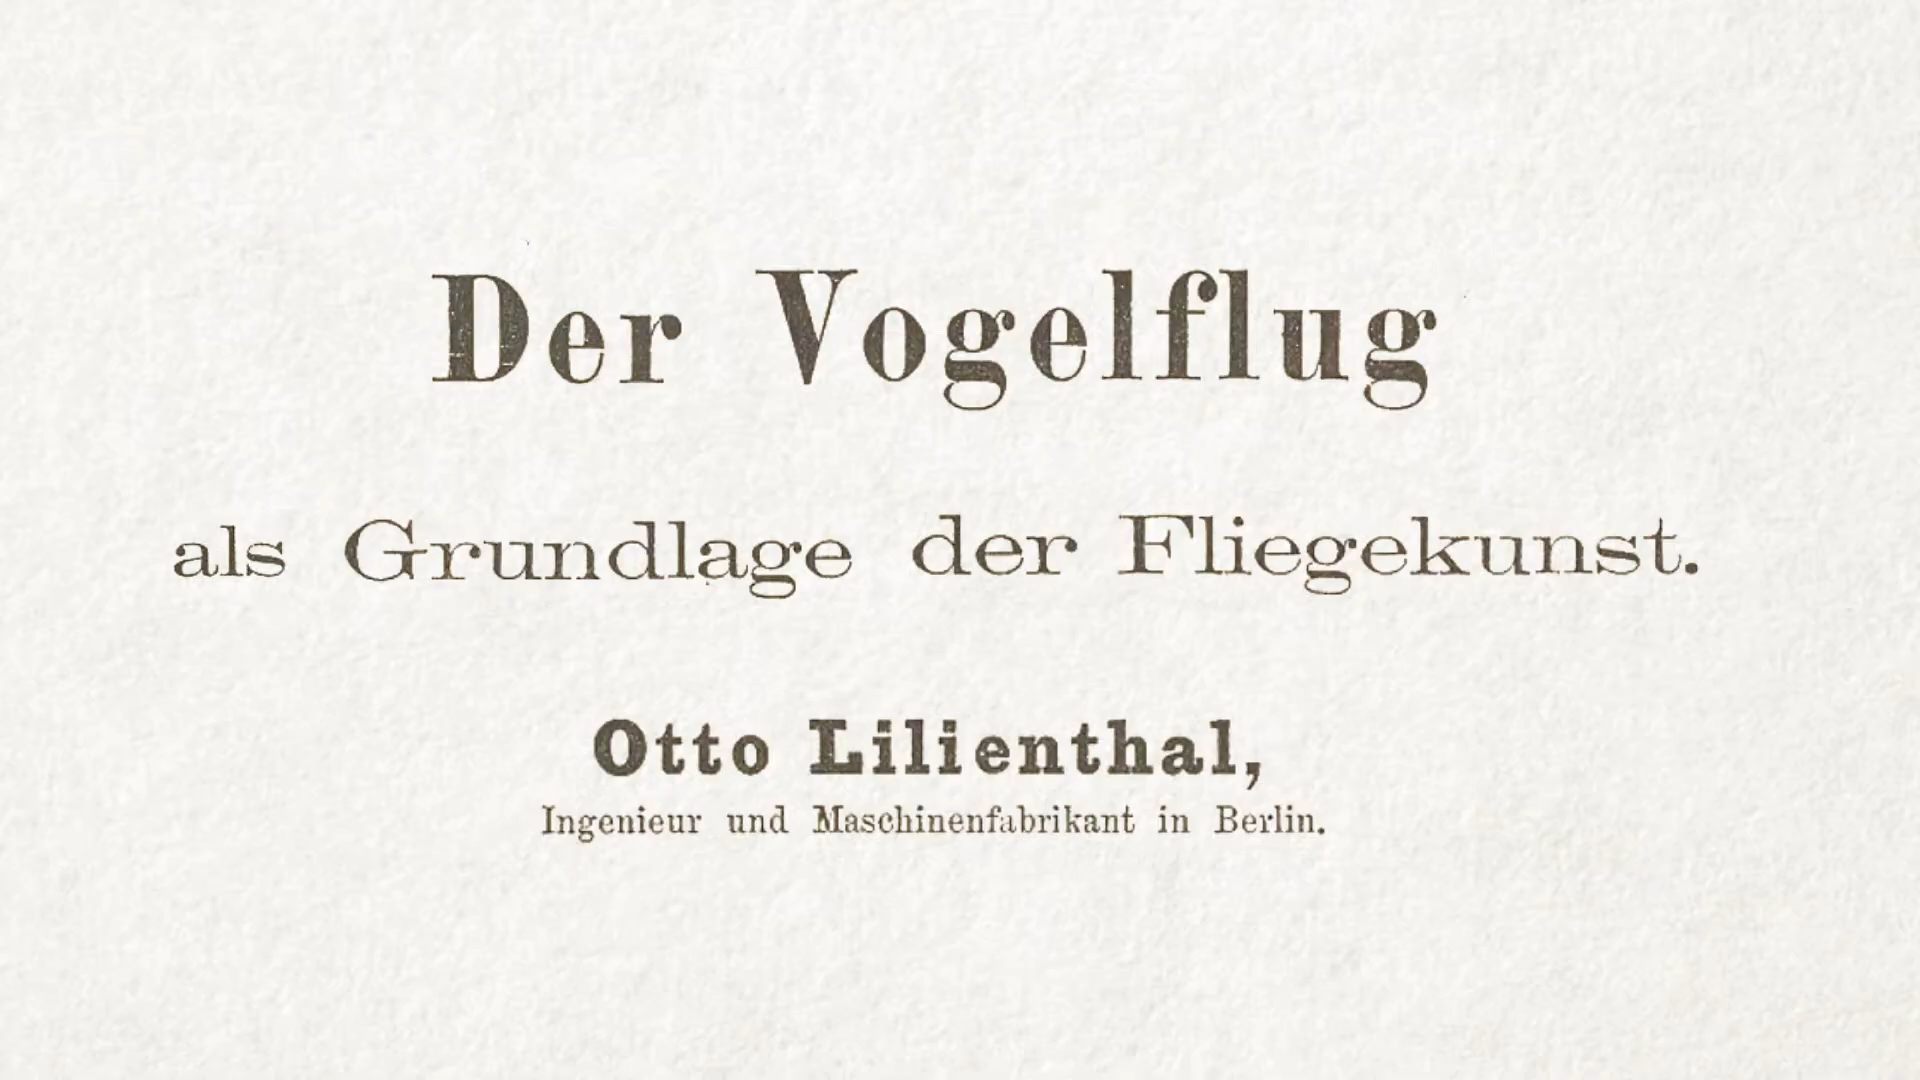 Der Vogelflug
als Grundlage der Fliegekunst.
Otto Lilienthal,
Ingenieur und Maschinenfabrikant in Berlin.